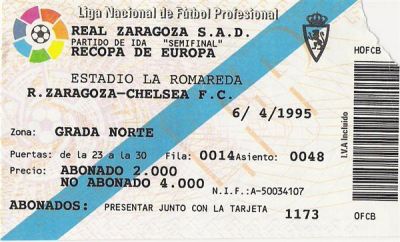 Liga Nacional de Fútbol Profesional
REAL ZARAGOZA S.A.D.
PARTIDO DE IDA "SEMIFINAL"
RECOPA DE EUROPA
HOFCB
ESTADIO LA ROMAREDA
R.ZARAGOZA-CHELSEA F.C.
6/ 4/1995
Zona: GRADA NORTE
Puertas: de la 23 a la 30 Fila: 0014 Asiento: 0048
Precio: ABONADO 2.000
NO ABONADO 4.000
N.I.F.: A-50034107
I.V.A incluido
ABONADOS: PRESENTAR JUNTO CON LA TARJETA 1173
OFCB